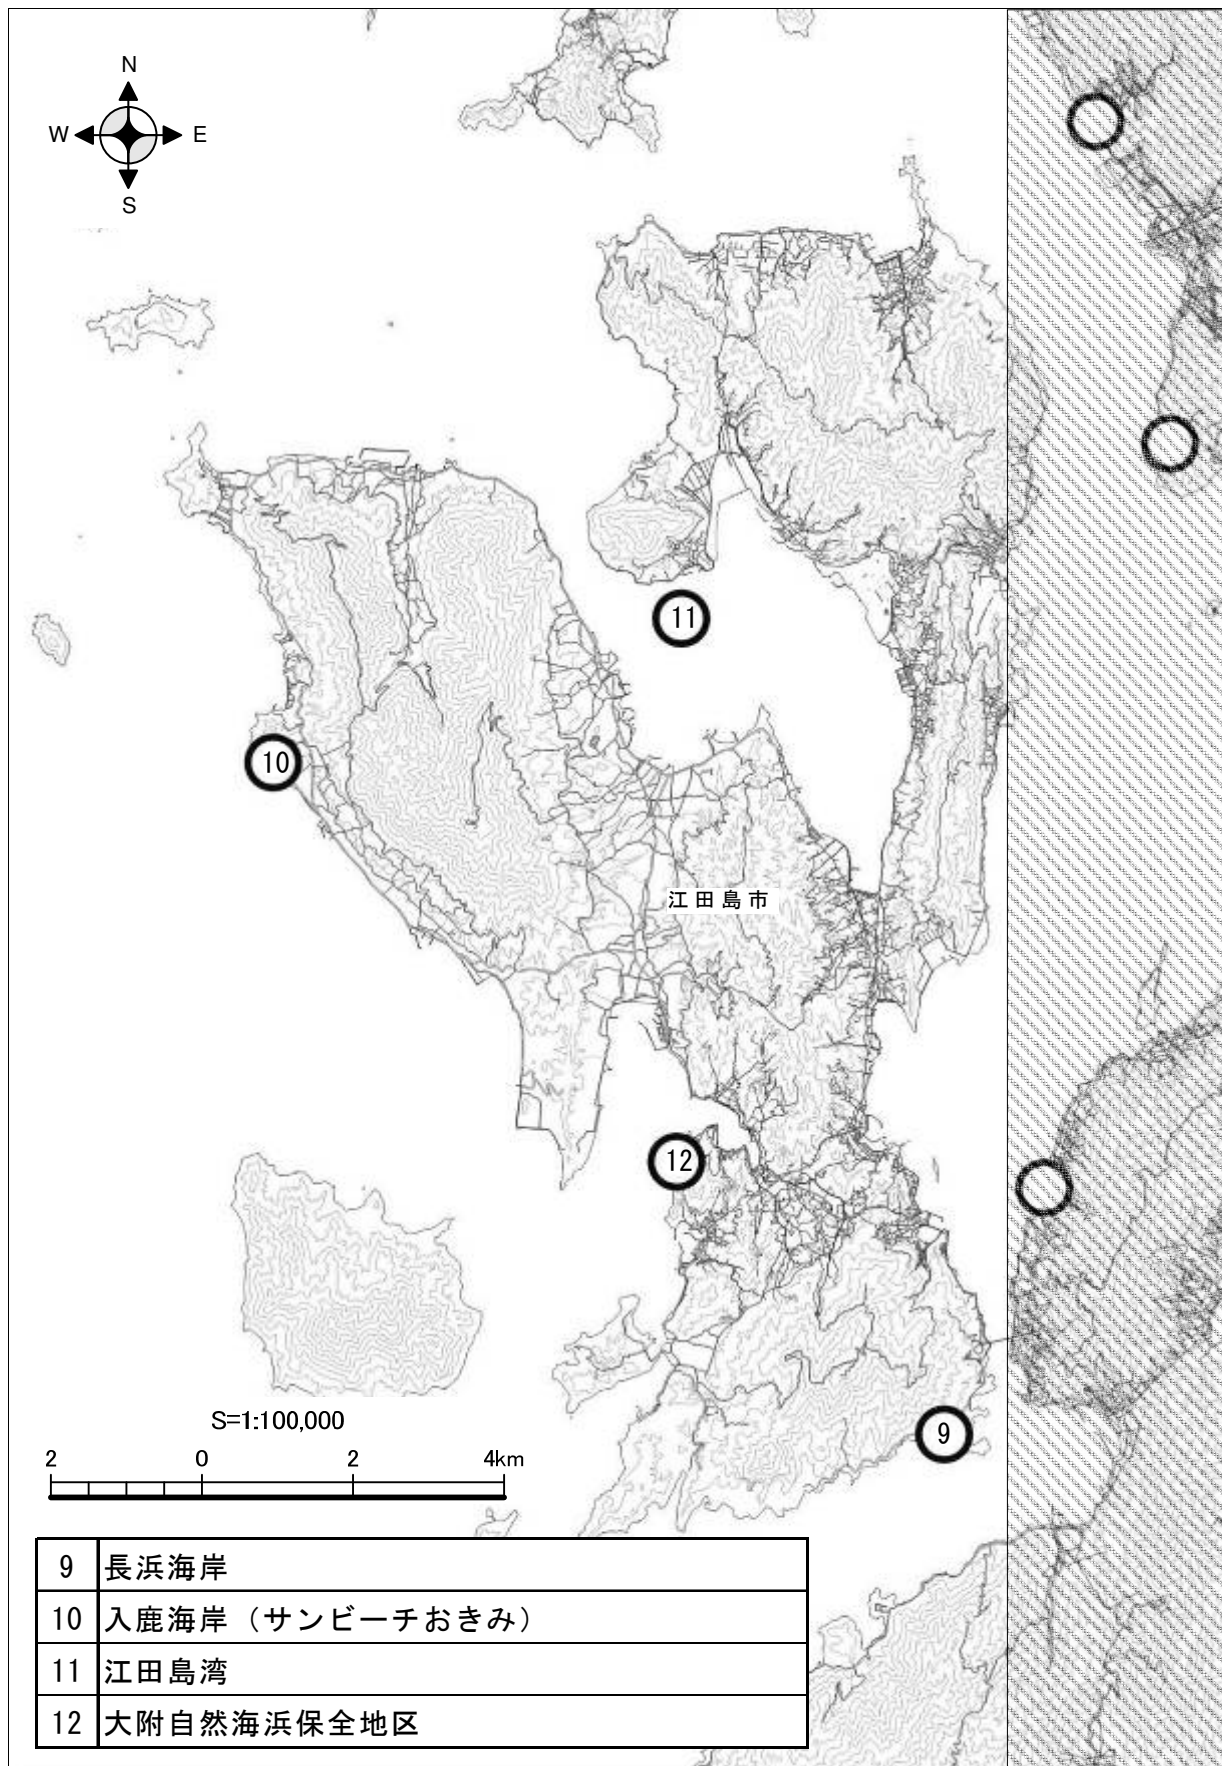 N
W E
S
11
10
江田島市
12
9
S=1:100,000
2 0 2 4km
9 長浜海岸
10 入鹿海岸（サンビーチおきみ）
11 江田島湾
12 大附自然海浜保全地区